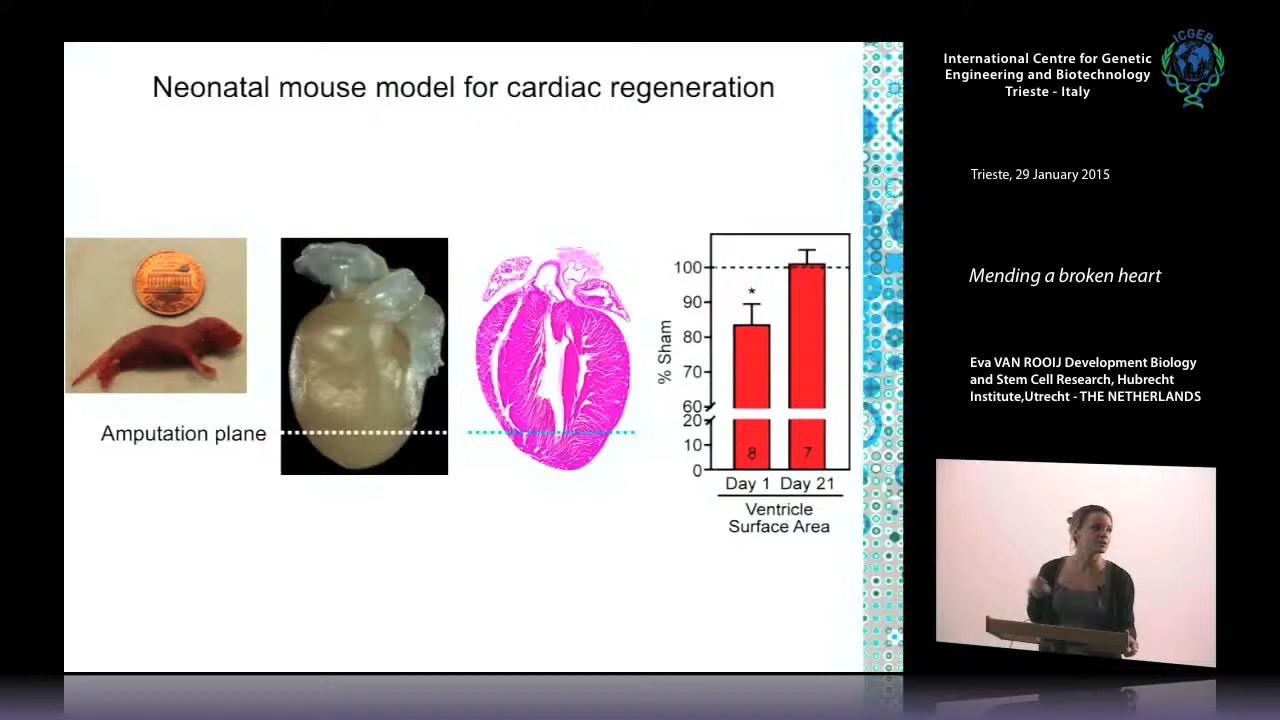 Neonatal mouse model for cardiac regeneration
Amputation plane
% Sham
100
90
80
70
60
20
10
0
*
8
7
Day 1 Day 21
Ventricle
Surface Area
ICGEB
International Centre for Genetic
Engineering and Biotechnology
Trieste - Italy
Trieste, 29 January 2015
Mending a broken heart
Eva VAN ROOIJ Development Biology
and Stem Cell Research, Hubrecht
Institute,Utrecht - THE NETHERLANDS